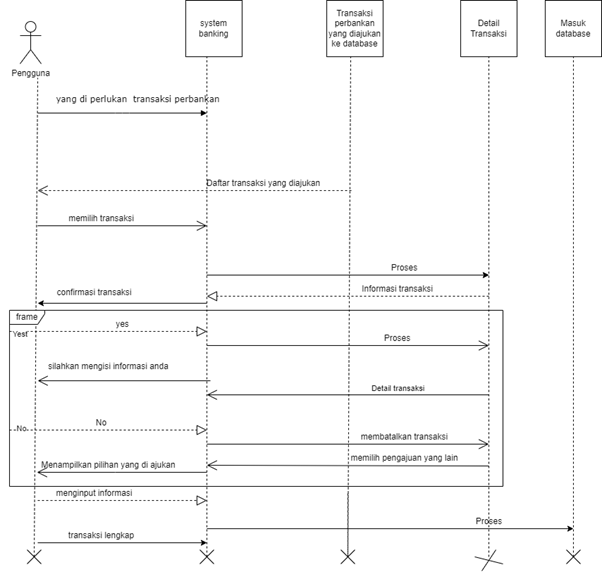 system
banking
Transaksi
perbankan
yang diajukan
ke database
Detail
Transaksi
Masuk
database
Pengguna
yang di perlukan transaksi perbankan
Daftar transaksi yang diajukan
memilih transaksi
Proses
Informasi transaksi
confirmasi transaksi
frame
yes
Yest
Proses
silahkan mengisi informasi anda
Detail transaksi
No
No
membatalkan transaksi
memilih pengajuan yang lain
Menampilkan pilihan yang di ajukan
menginput informasi
Proses
transaksi lengkap